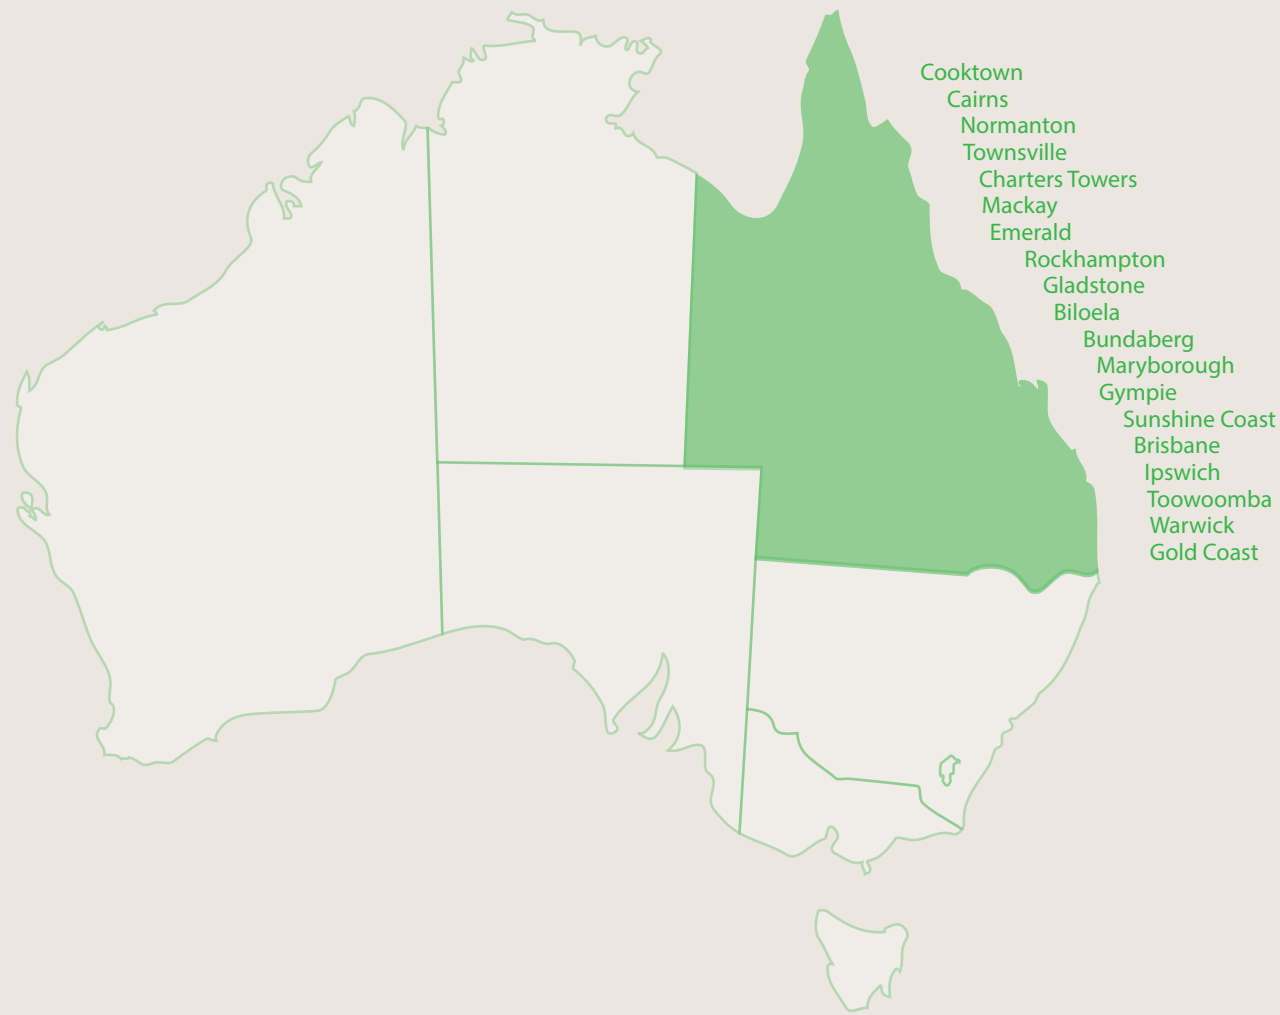 Cooktown
Cairns
Normanton
Townsville
Charters Towers
Mackay
Emerald
Rockhampton
Gladstone
Biloela
Bundaberg
Maryborough
Gympie
Sunshine Coast
Brisbane
Ipswich
Toowoomba
Warwick
Gold Coast